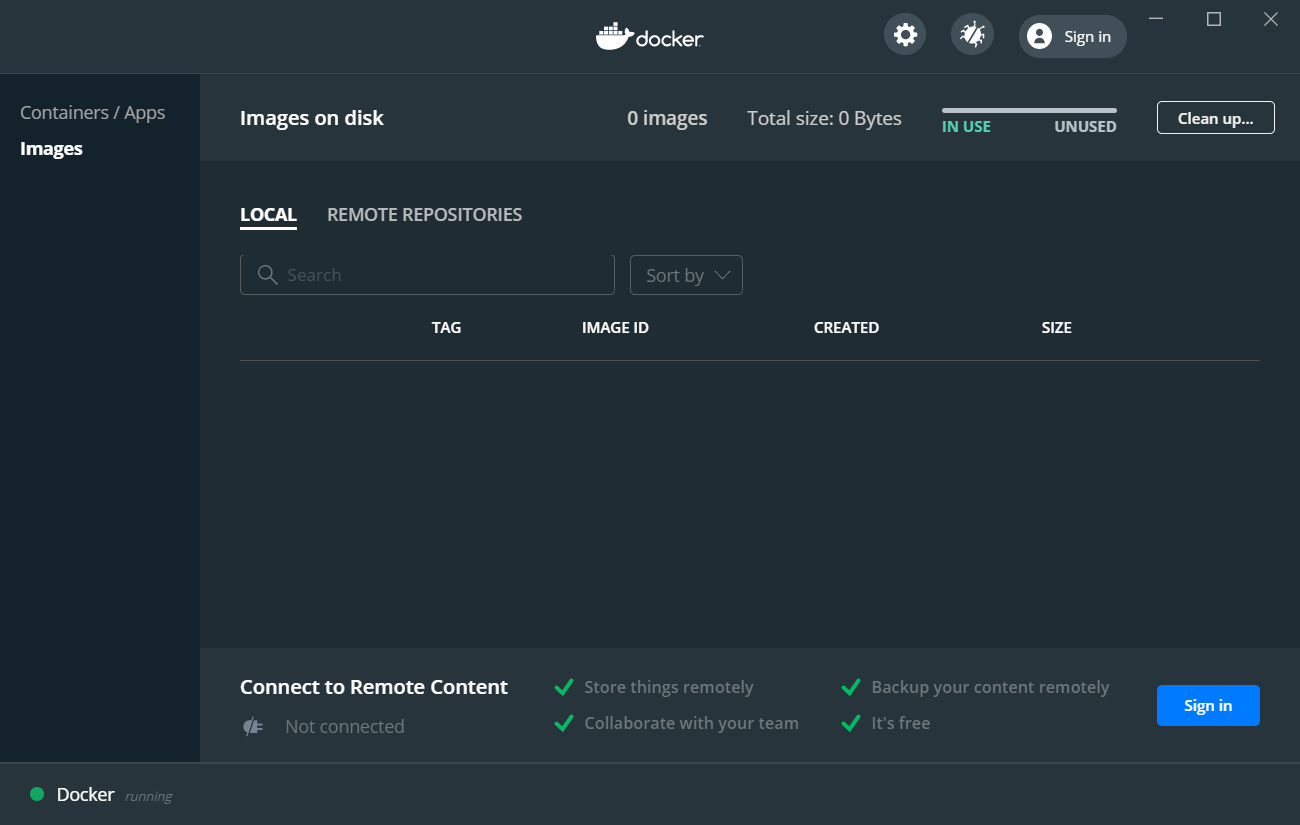 docker
Sign in
Containers / Apps
Images
Images on disk
0 images
Total size: 0 Bytes
IN USE
UNUSED
Clean up...
LOCAL
REMOTE REPOSITORIES
Search
Sort by
TAG
IMAGE ID
CREATED
SIZE
Connect to Remote Content
Not connected
Store things remotely
Collaborate with your team
Backup your content remotely
It's free
Sign in
Docker running